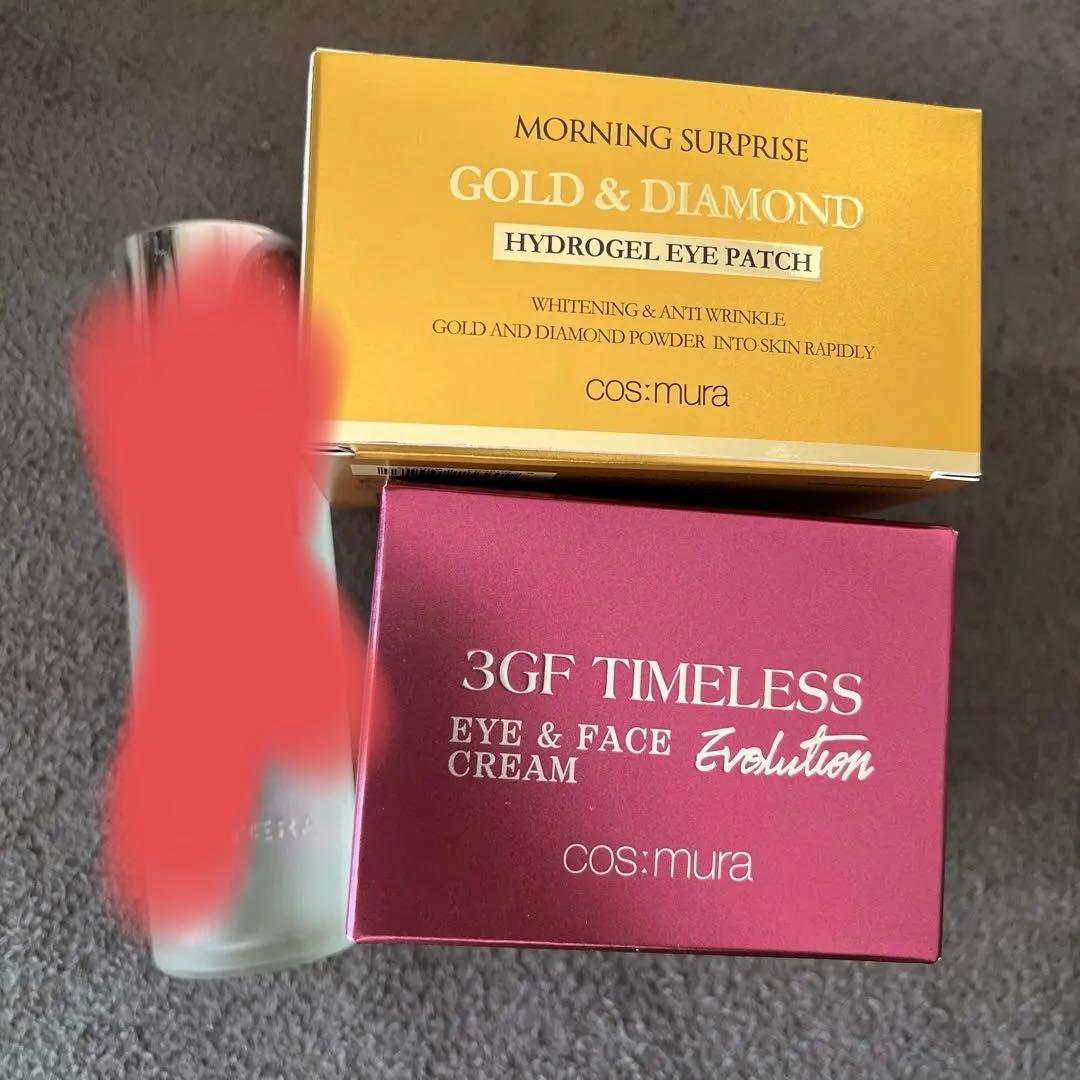 MORNING SURPRISE
GOLD & DIAMOND
HYDROGEL EYE PATCH
WHITENING & ANTI WRINKLE
GOLD AND DIAMOND POWDER INTO SKIN RAPIDLY
cos:mura
3GF TIMELESS
EYE & FACE
CREAM
Evolution
cos:mura